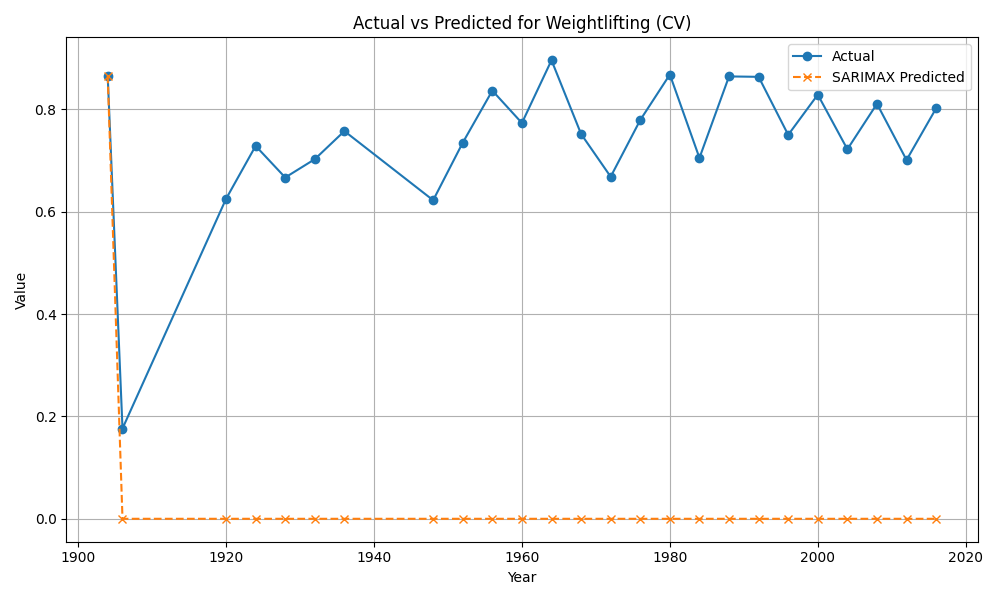 Actual vs Predicted for Weightlifting (CV)
Actual
SARIMAX Predicted
Value
0.8
0.6
0.4
0.2
0.0
1900 1920 1940 1960 1980 2000 2020
Year